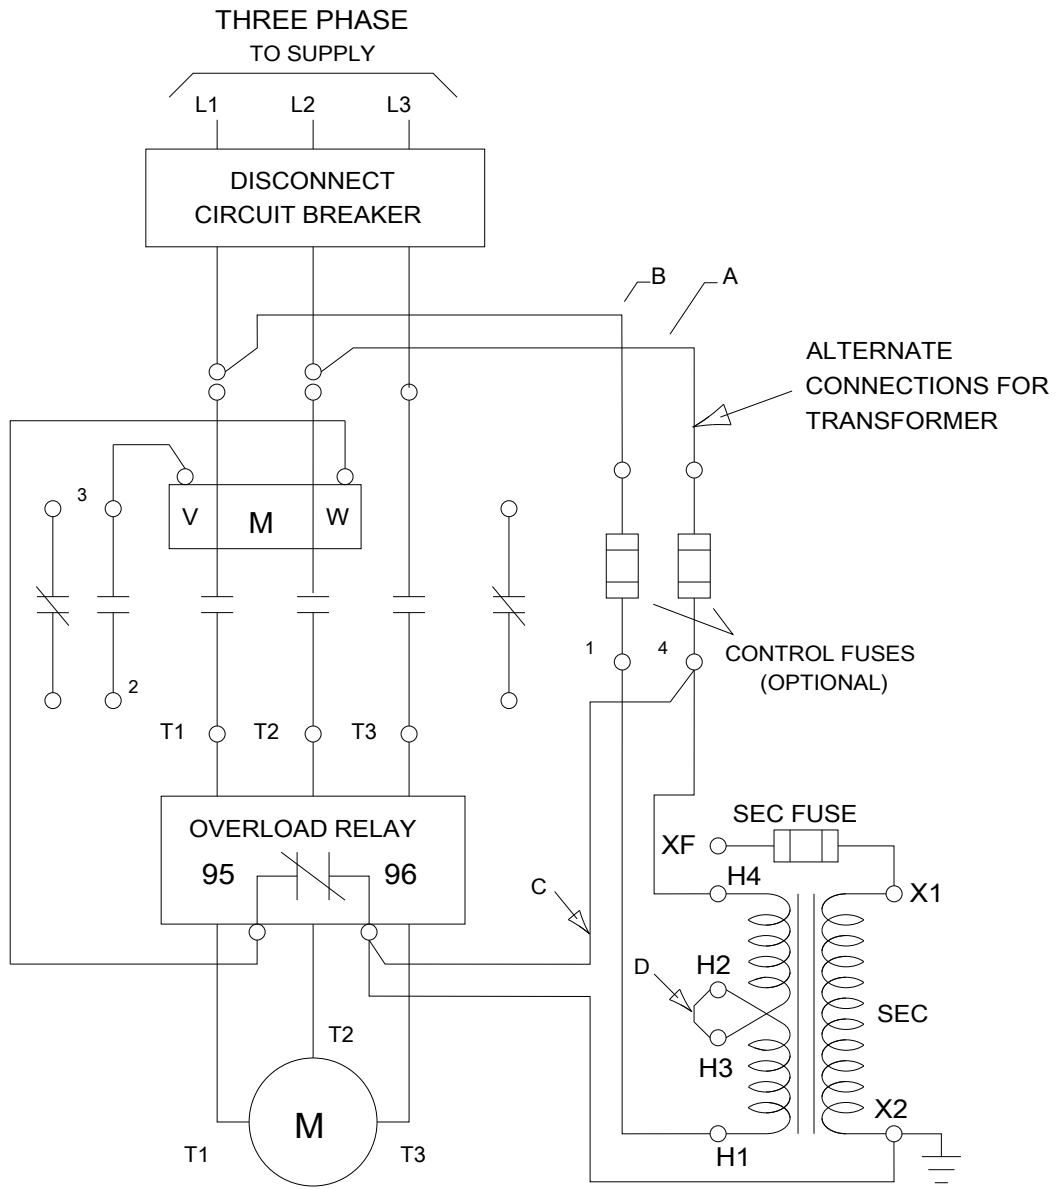 THREE PHASE
TO SUPPLY
L1 L2 L3
DISCONNECT
CIRCUIT BREAKER
B A
ALTERNATE
CONNECTIONS FOR
TRANSFORMER
3
V M W
1 4
CONTROL FUSES
(OPTIONAL)
2
T1 T2 T3
SEC FUSE
OVERLOAD RELAY
XF
95 96
H4
C
X1
D H2
SEC
T2
H3
X2
M
T1 T3
H1